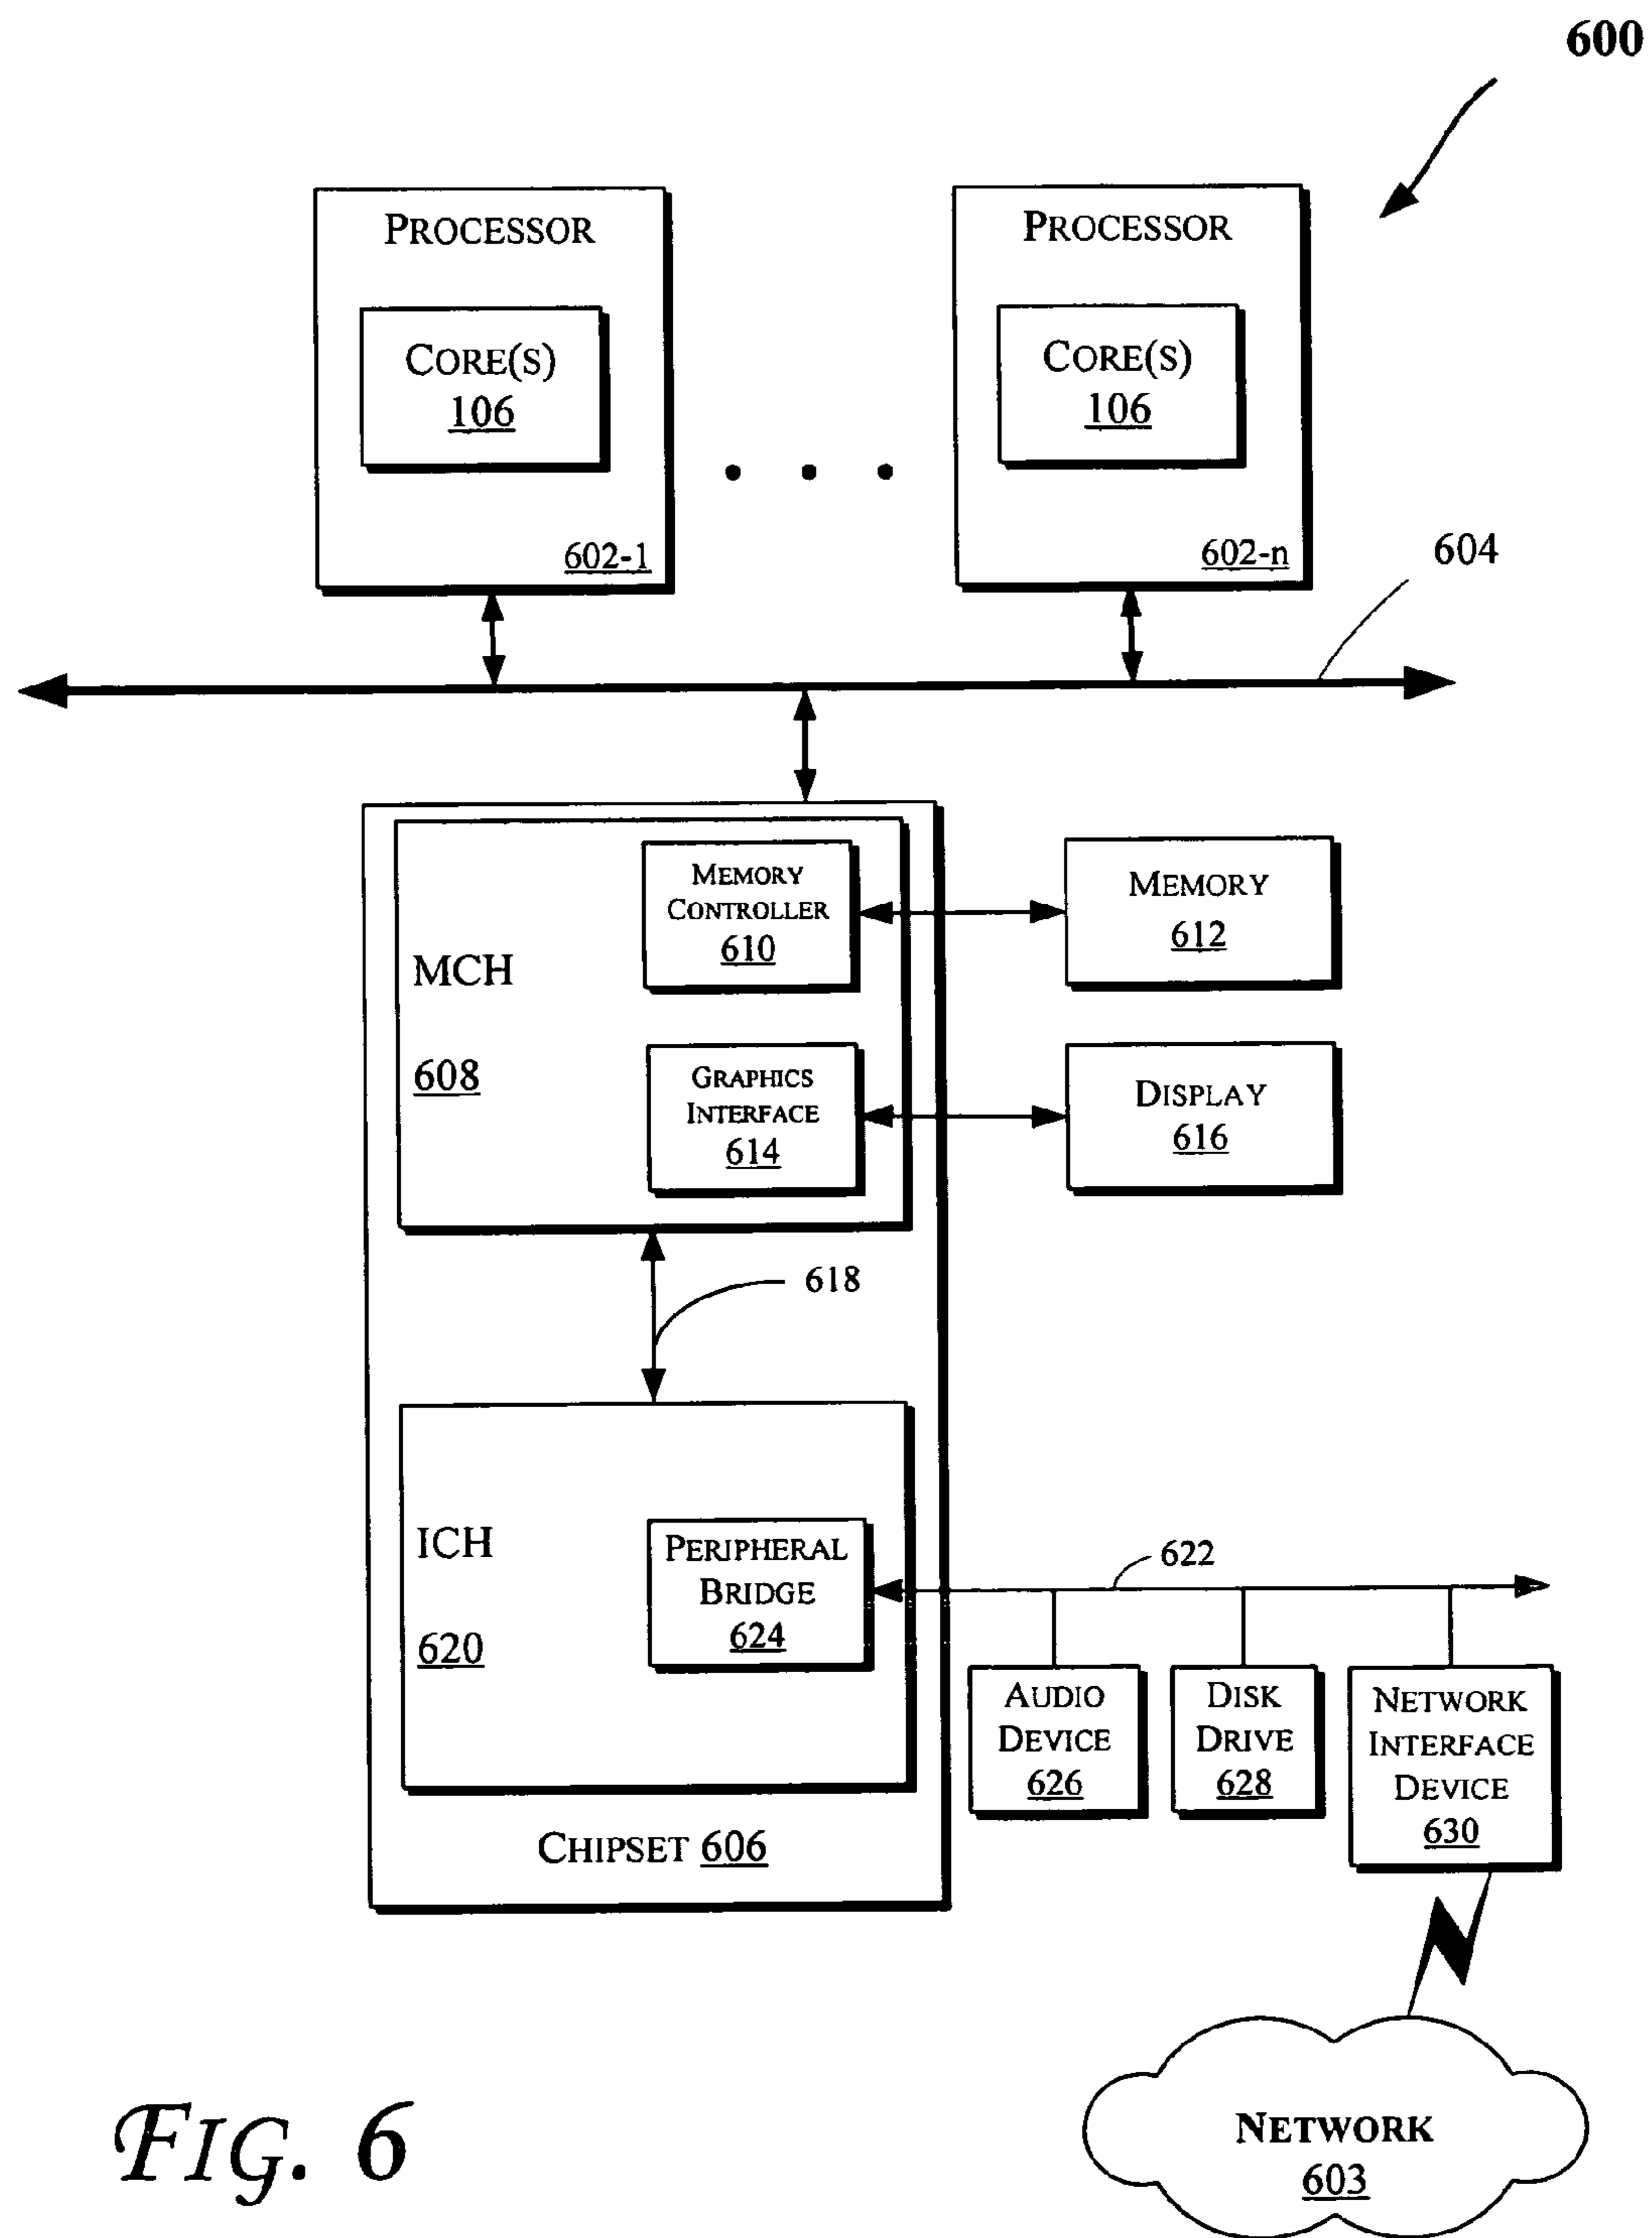 600
PROCESSOR
CORE(S)
106
602-1
PROCESSOR
CORE(S)
106
602-n
604
MCH
608
MEMORY
CONTROLLER
610
MEMORY
612
GRAPHICS
INTERFACE
614
DISPLAY
616
618
ICH
620
PERIPHERAL
BRIDGE
624
622
AUDIO
DEVICE
626
DISK
DRIVE
628
NETWORK
INTERFACE
DEVICE
630
CHIPSET 606
NETWORK
603
FIG. 6